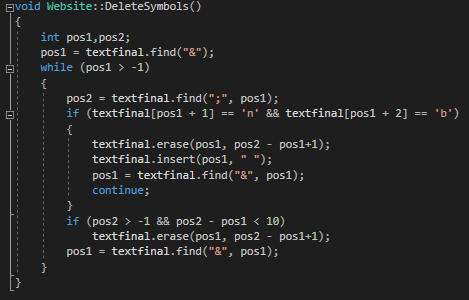 void Website::DeleteSymbols()
{
int pos1,pos2;
pos1 = textfinal.find("&");
while (pos1 > -1)
{
pos2 = textfinal.find(";", pos1);
if (textfinal[pos1 + 1] == 'n' && textfinal[pos1 + 2] == 'b')
{
textfinal.erase(pos1, pos2 - pos1+1);
textfinal.insert(pos1, " ");
pos1 = textfinal.find("&", pos1);
continue;
}
if (pos2 > -1 && pos2 - pos1 < 10)
textfinal.erase(pos1, pos2 - pos1+1);
pos1 = textfinal.find("&", pos1);
}
}